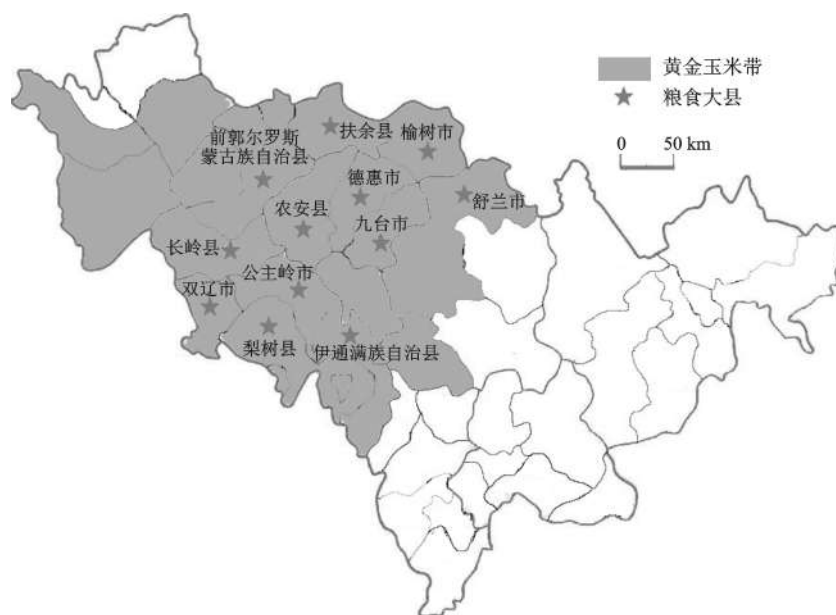 黄金玉米带
粮食大县
0 50 km
前郭尔罗斯
蒙古族自治县
扶余县
榆树市
德惠市
舒兰市
农安县
九台市
长岭县
公主岭市
双辽市
梨树县
伊通满族自治县